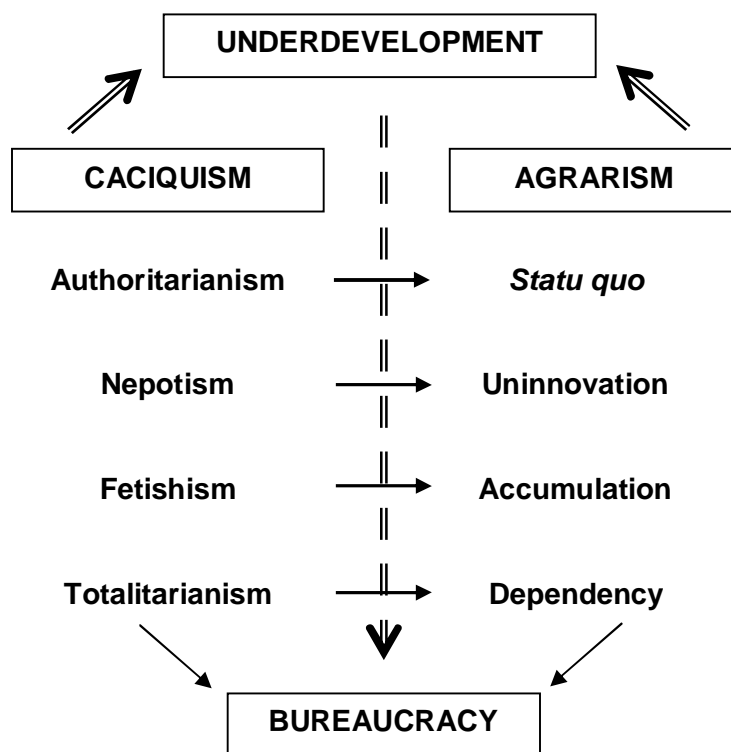 UNDERDEVELOPMENT
CACIQUISM AGRARISM
Authoritarianism Statu quo
Nepotism Uninnovation
Fetishism Accumulation
Totalitarianism Dependency
BUREAUCRACY